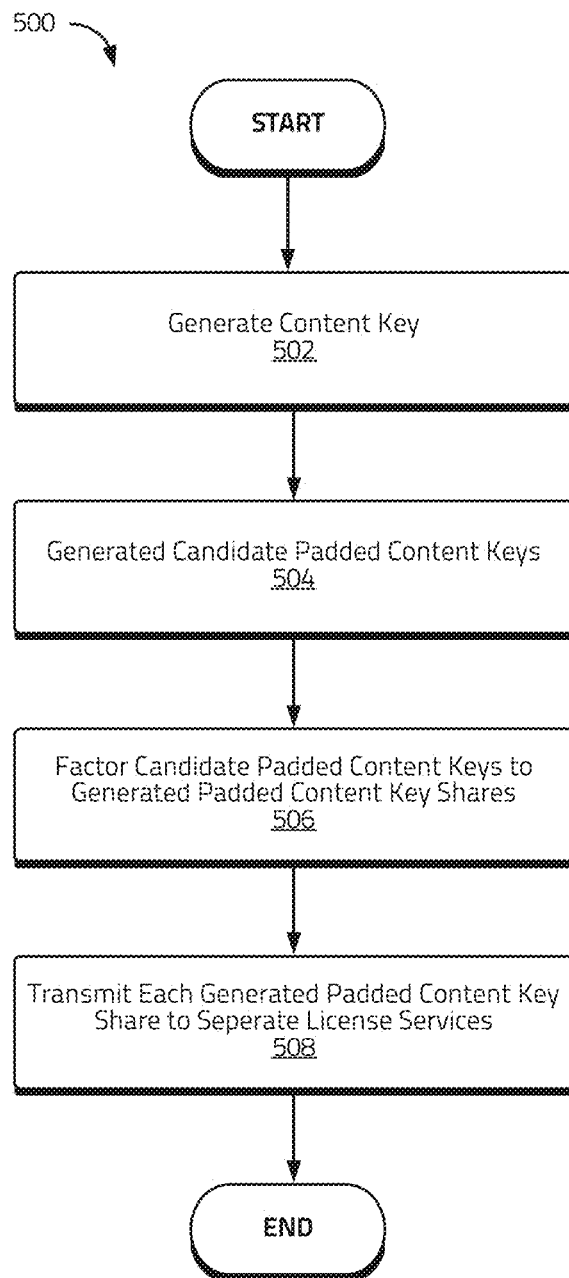 500
START
Generate Content Key
502
Generated Candidate Padded Content Keys
504
Factor Candidate Padded Content Keys to
Generated Padded Content Key Shares
506
Transmit Each Generated Padded Content Key
Share to Seperate License Services
508
END